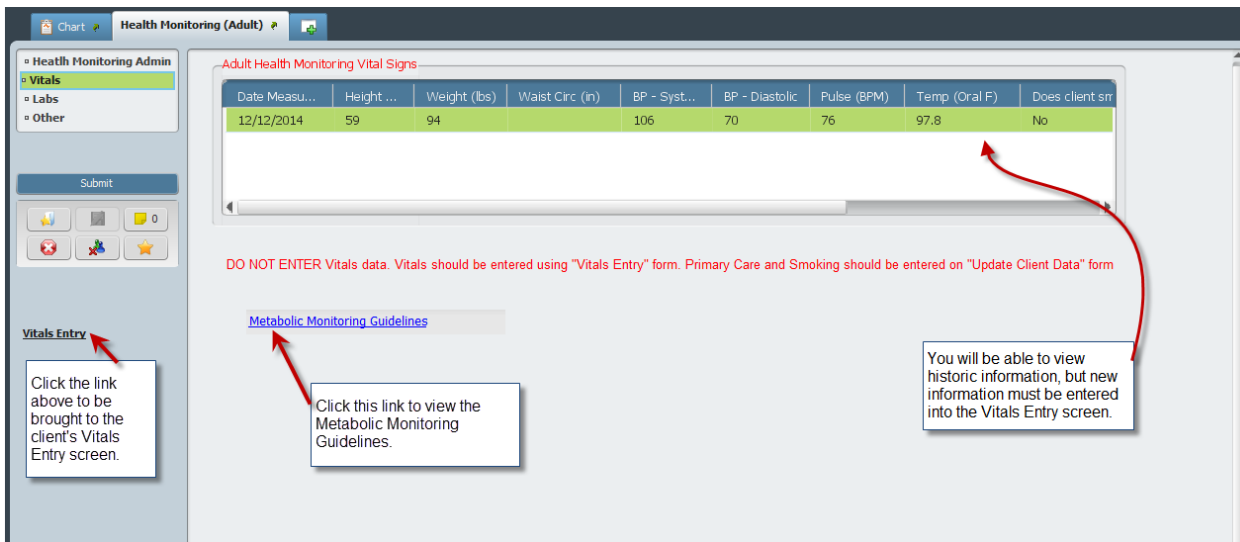 Chart
Health Monitoring (Adult)
Heatlh Monitoring Admin
Vitals
Labs
Other
Submit
0
Adult Health Monitoring Vital Signs
Date Measu... Height ... Weight (lbs) Waist Circ (in) BP - Syst... BP - Diastolic Pulse (BPM) Temp (Oral F) Does client sm
12/12/2014 59 94 106 70 76 97.8 No
DO NOT ENTER Vitals data. Vitals should be entered using "Vitals Entry" form. Primary Care and Smoking should be entered on "Update Client Data" form
Metabolic Monitoring Guidelines
Vitals Entry
Click the link
above to be
brought to the
client's Vitals
Entry screen.
Click this link to view the
Metabolic Monitoring
Guidelines.
You will be able to view
historic information, but new
information must be entered
into the Vitals Entry screen.